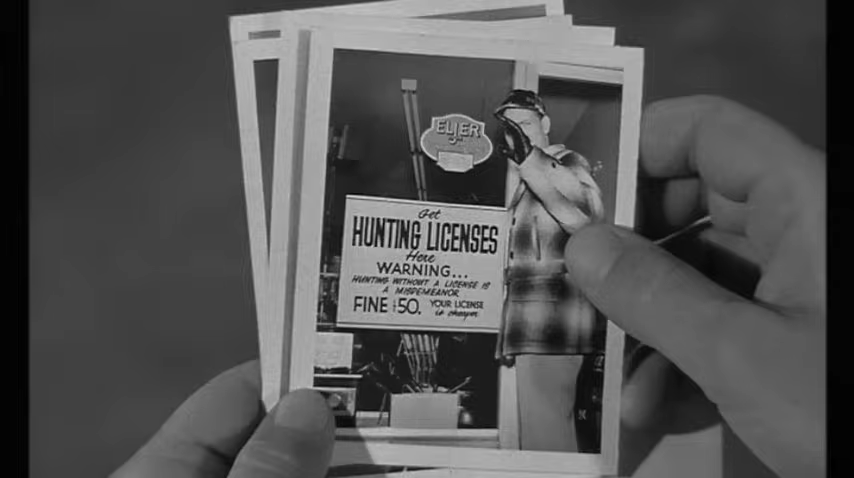 ELJER
Get
HUNTING LICENSES
Here
WARNING...
HUNTING WITHOUT A LICENSE IS
A MISDEMEANOR
FINE $50. YOUR LICENSE
is cheaper